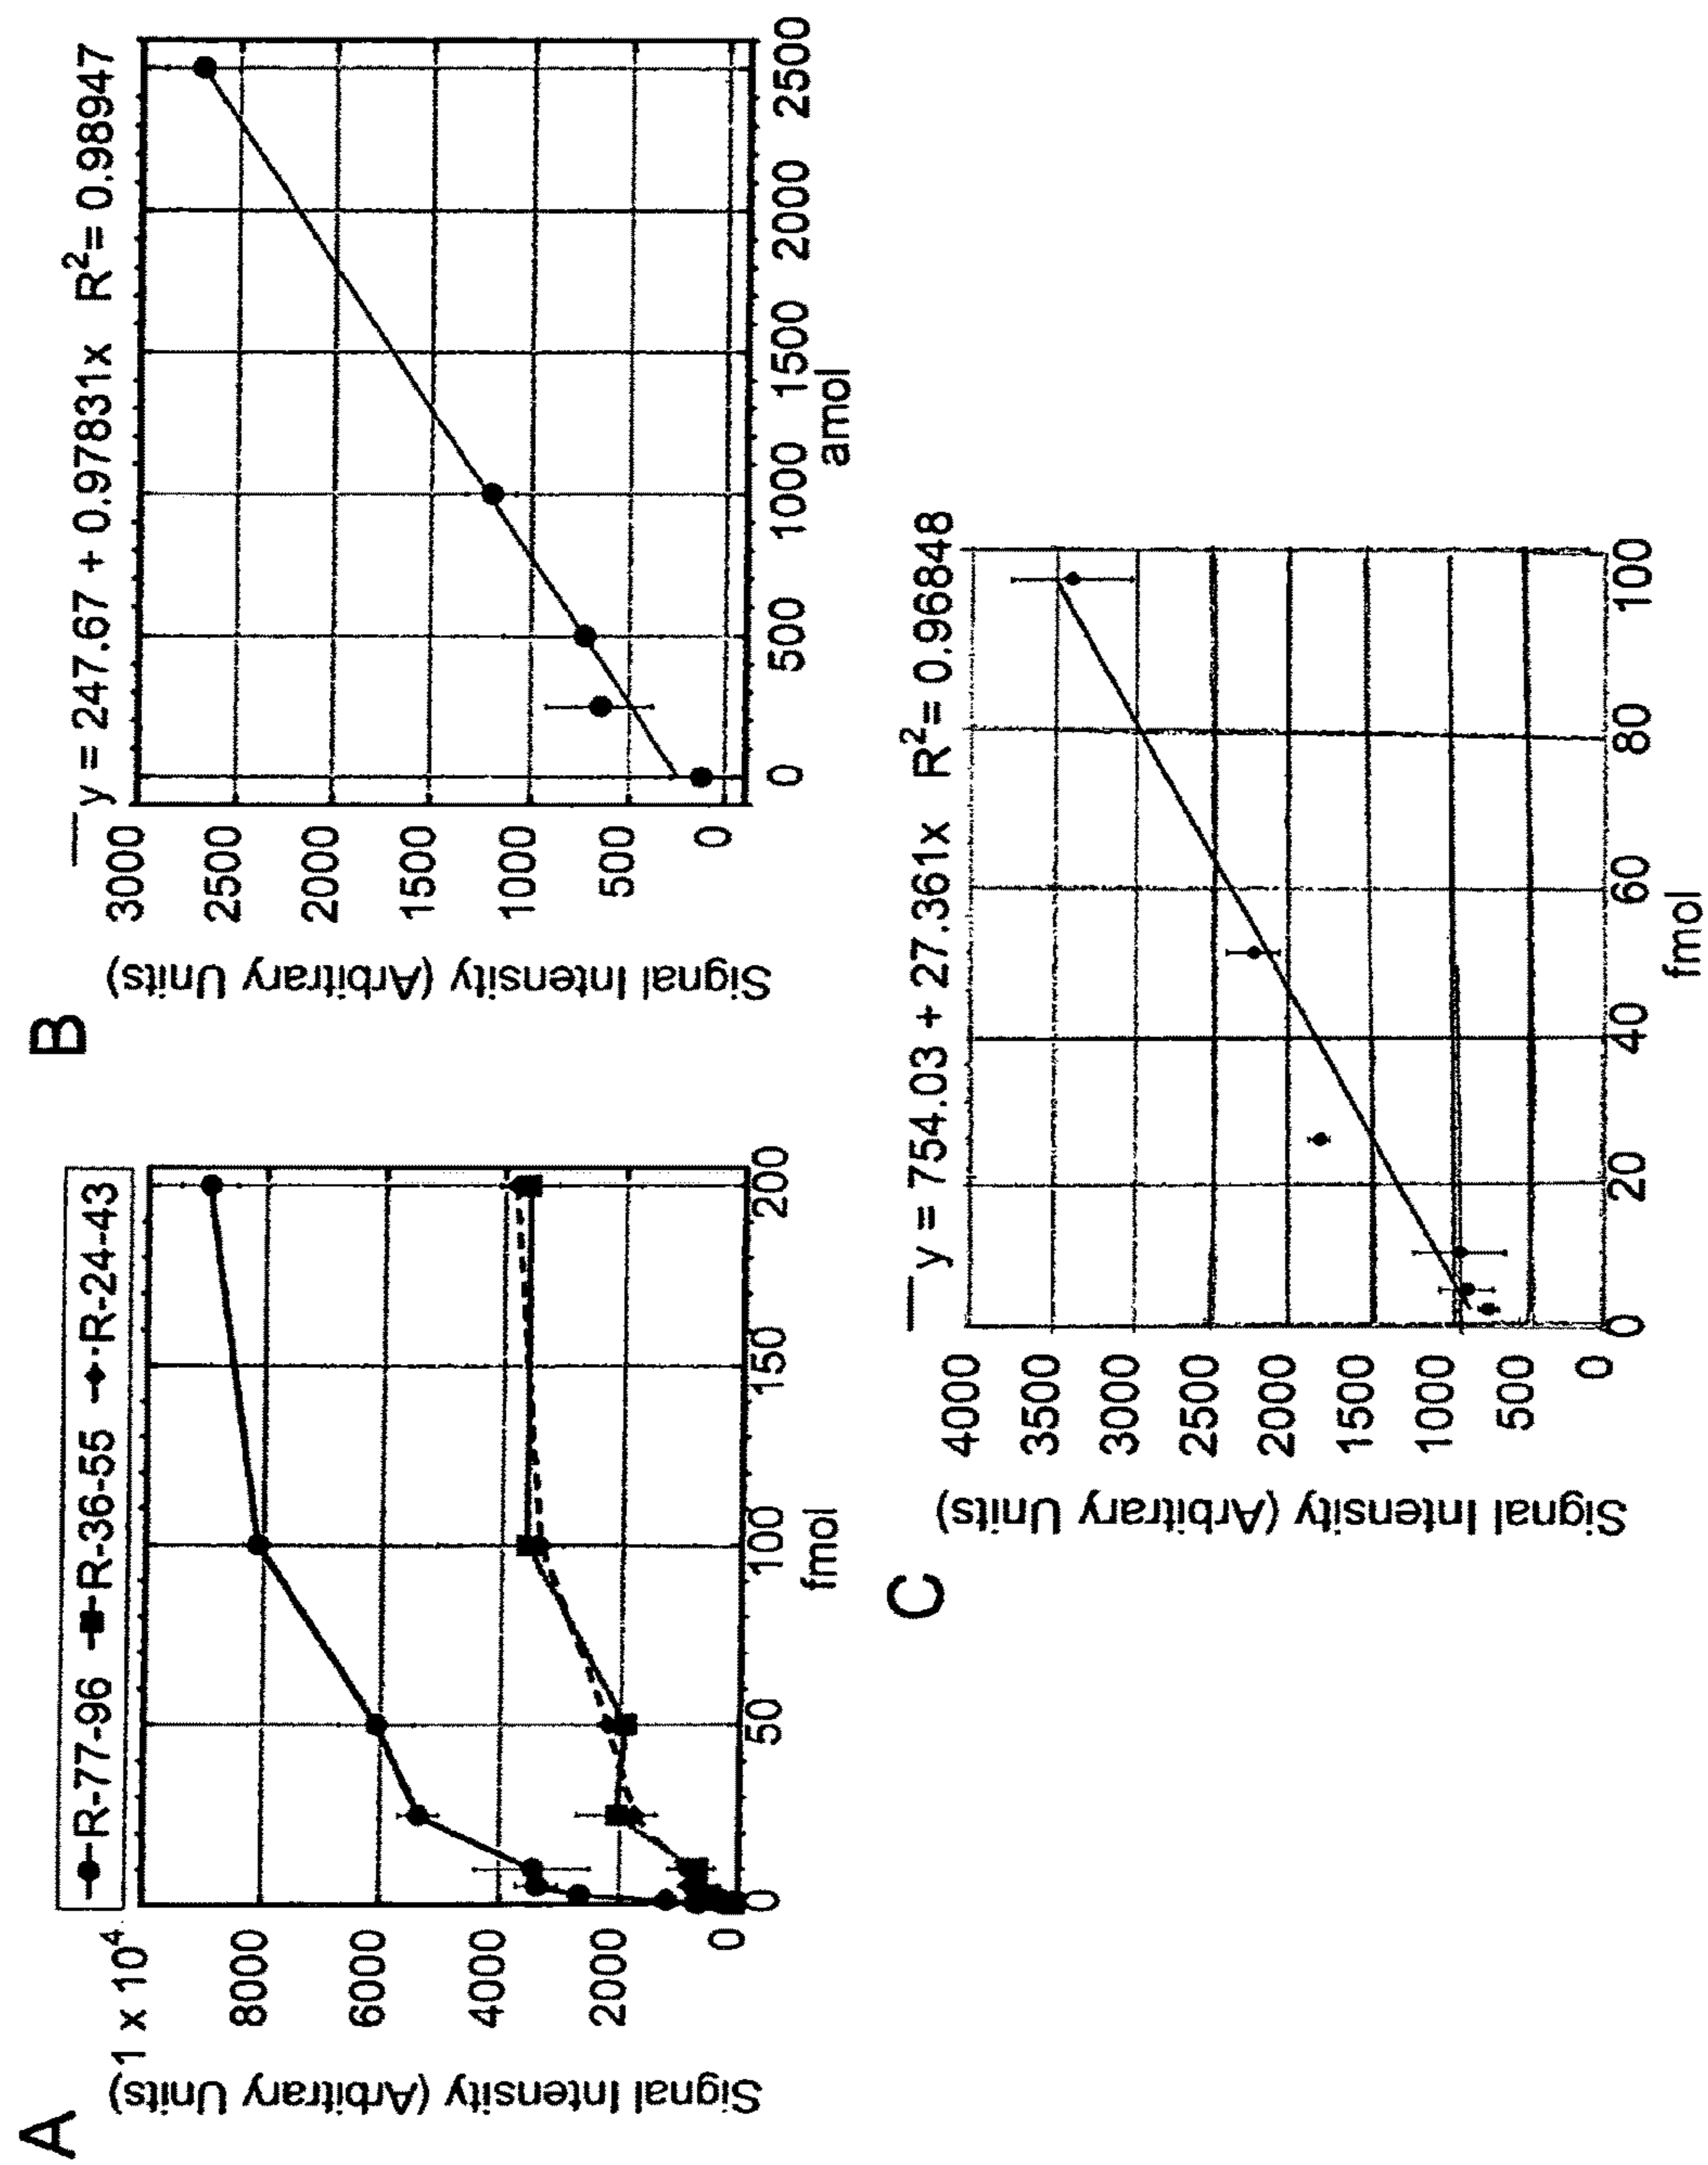 A
R-77-96 R-36-55 R-24-43
Signal Intensity (Arbitrary Units)
1 x 10⁴
8000
6000
4000
2000
0
0 50 100 150 200
fmol
B
y = 247.67 + 0.97831x R²= 0.98947
Signal Intensity (Arbitrary Units)
3000
2500
2000
1500
1000
500
0
0 500 1000 1500 2000 2500
amol
C
y = 754.03 + 27.361x R²= 0.96848
Signal Intensity (Arbitrary Units)
4000
3500
3000
2500
2000
1500
1000
500
0
0 20 40 60 80 100
fmol